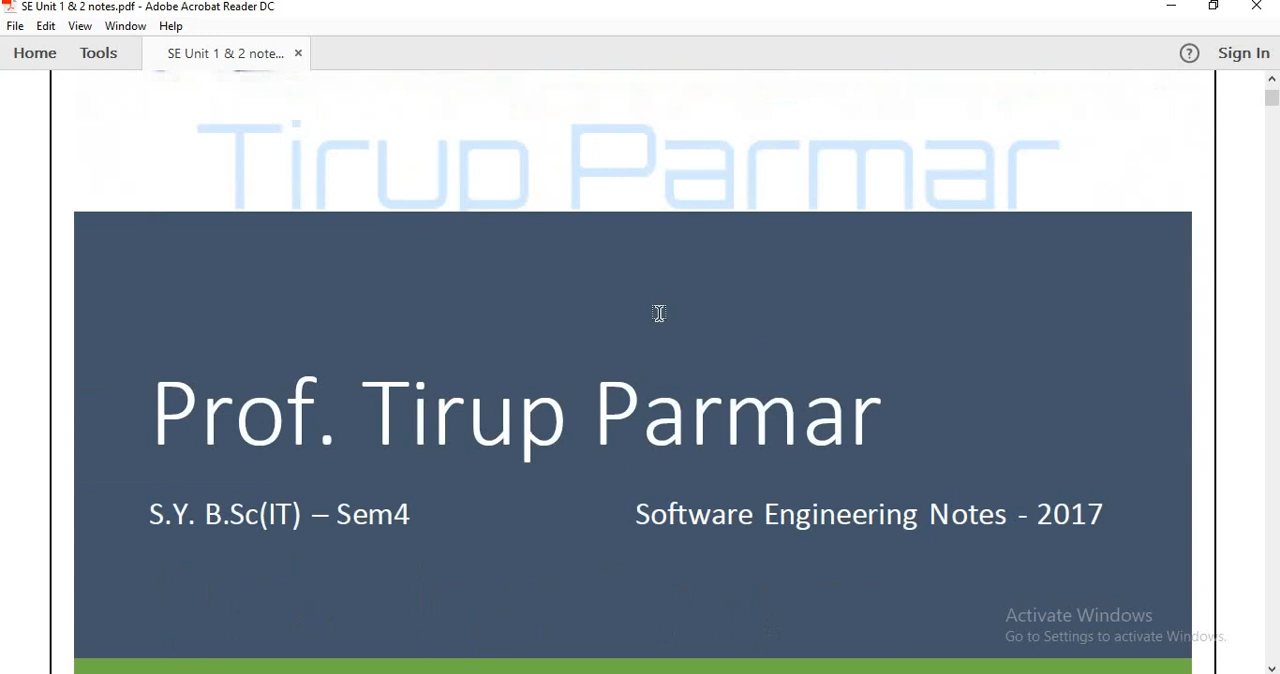 SE Unit 1 & 2 notes.pdf - Adobe Acrobat Reader DC
File Edit View Window Help
Home Tools SE Unit 1 & 2 note... × ? Sign In
Tirup Parmar
Prof. Tirup Parmar
S.Y. B.Sc(IT) – Sem4 Software Engineering Notes - 2017
Activate Windows
Go to Settings to activate Windows.